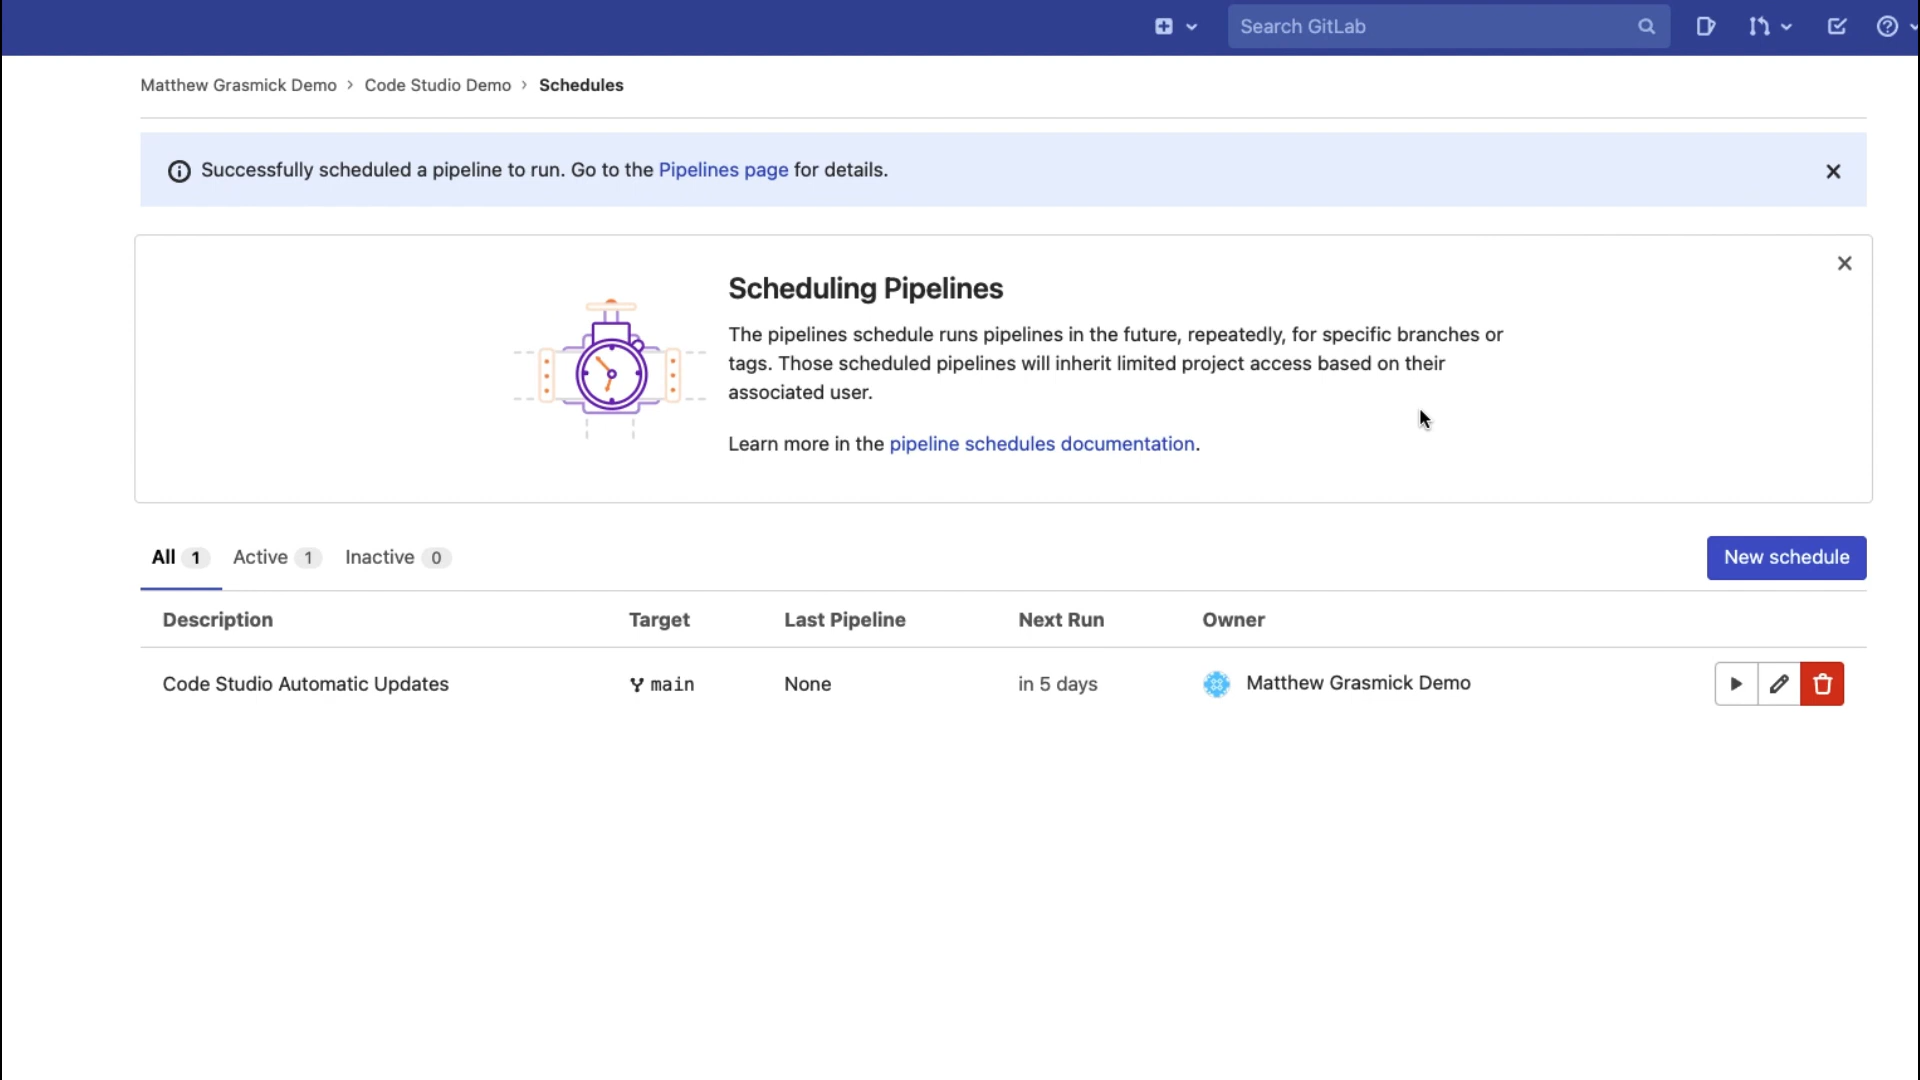 Search GitLab
Matthew Grasmick Demo › Code Studio Demo › Schedules
Successfully scheduled a pipeline to run. Go to the Pipelines page for details.
Scheduling Pipelines
The pipelines schedule runs pipelines in the future, repeatedly, for specific branches or
tags. Those scheduled pipelines will inherit limited project access based on their
associated user.
Learn more in the pipeline schedules documentation.
All 1 Active 1 Inactive 0 New schedule
Description Target Last Pipeline Next Run Owner
Code Studio Automatic Updates main None in 5 days Matthew Grasmick Demo